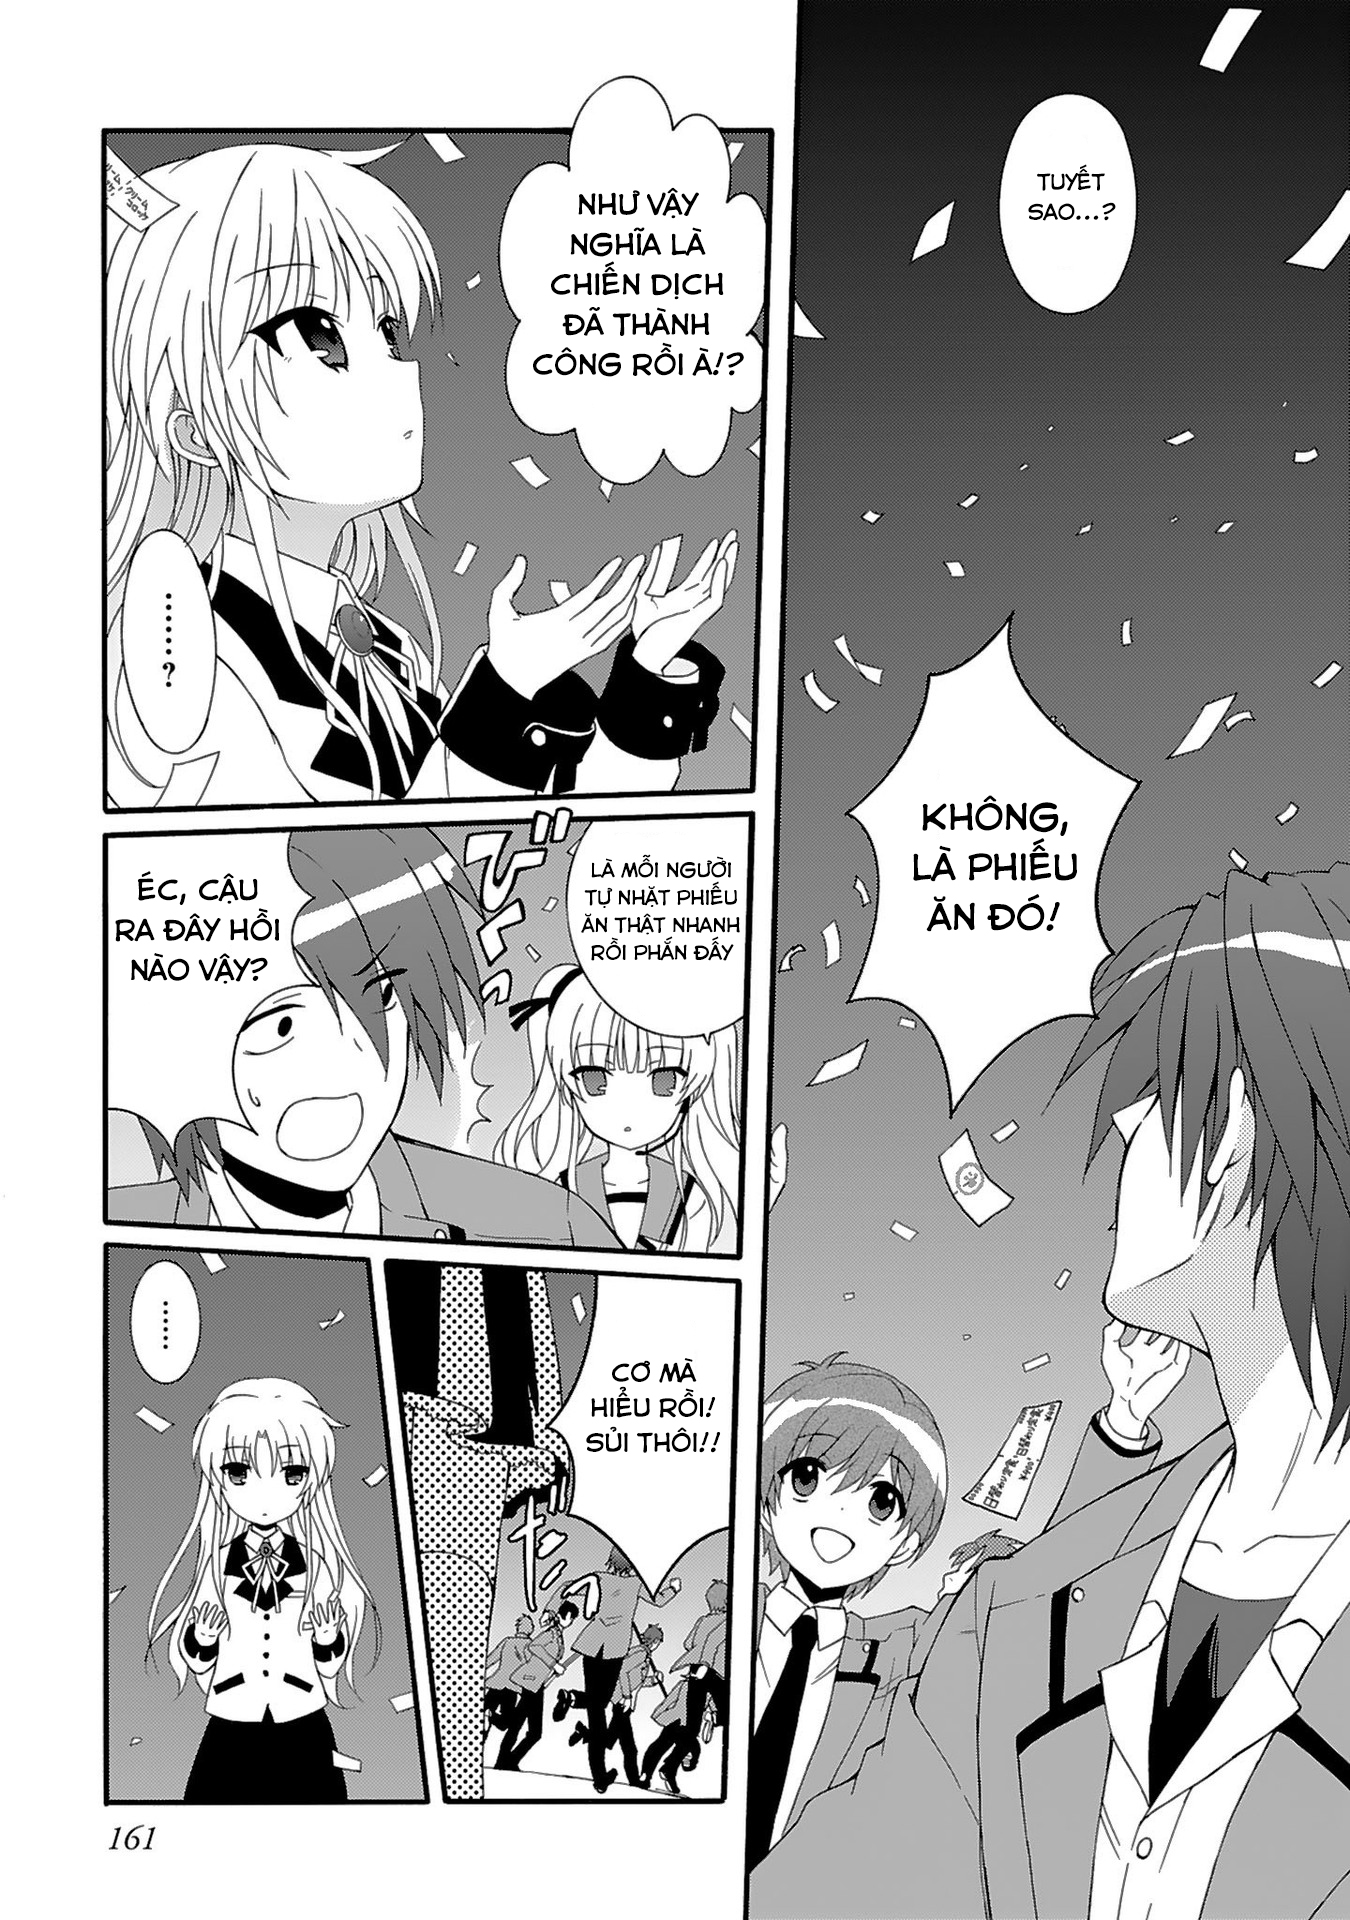 TUYẾT
SAO...?
KHÔNG,
LÀ PHIẾU
ĂN ĐÓ!
NHƯ VẬY
NGHĨA LÀ
CHIẾN DỊCH
ĐÃ THÀNH
CÔNG RỒI À!?
.......?
LÀ MỖI NGƯỜI
TỰ NHẶT PHIẾU
ĂN THẬT NHANH
RỒI PHẮN ĐẤY
ÉC, CẬU
RA ĐÂY HỒI
NÀO VẬY?
CƠ MÀ
HIỂU RỒI!
SỦI THÔI!!
......
161